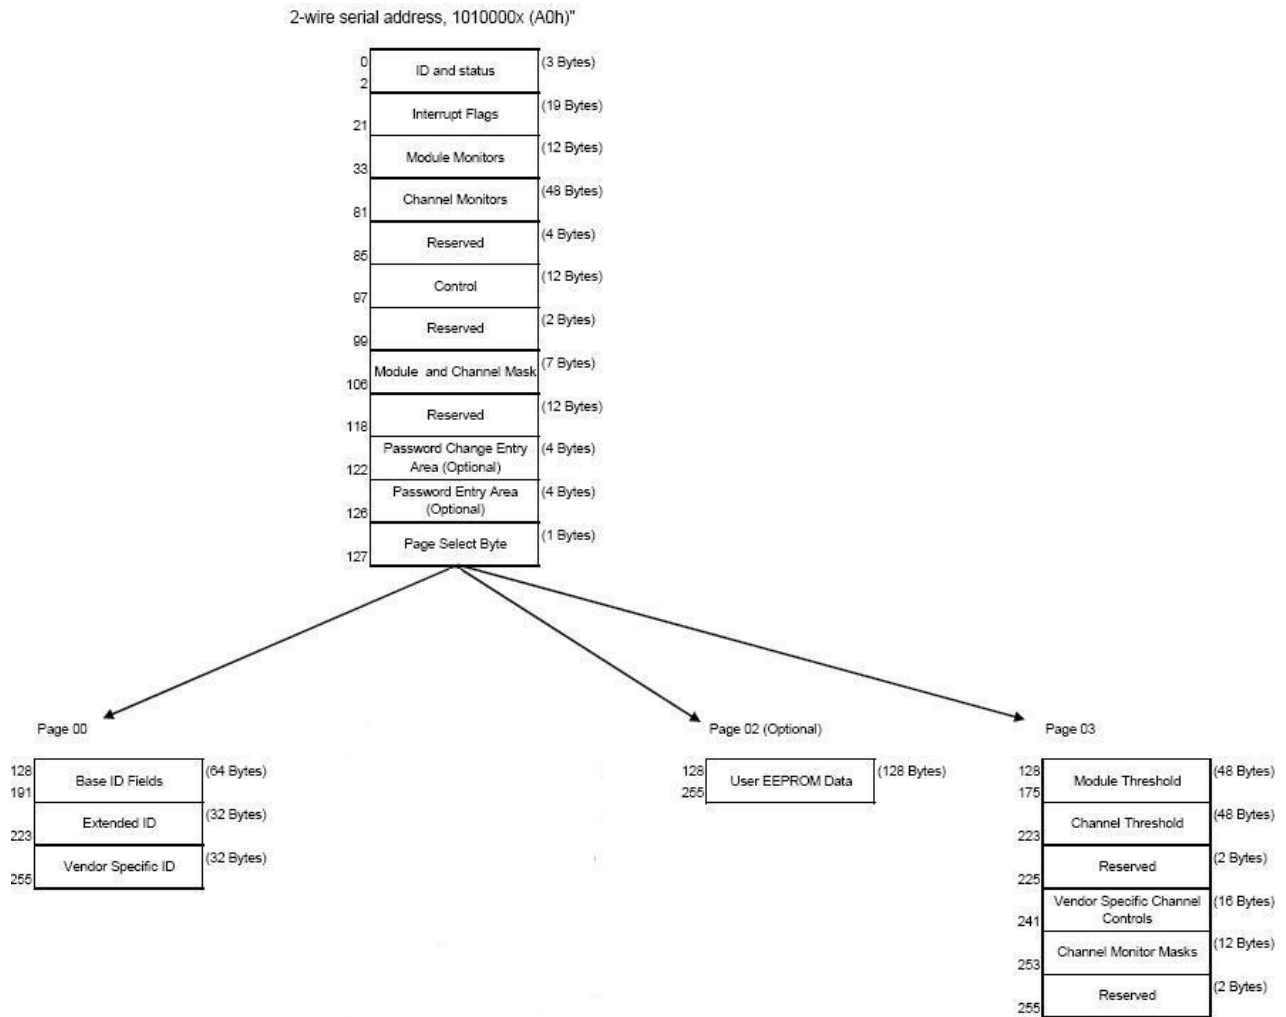 2-wire serial address, 1010000x (A0h)"
0
2
ID and status
(3 Bytes)
21
Interrupt Flags
(19 Bytes)
33
Module Monitors
(12 Bytes)
81
Channel Monitors
(48 Bytes)
85
Reserved
(4 Bytes)
97
Control
(12 Bytes)
99
Reserved
(2 Bytes)
106
Module and Channel Mask
(7 Bytes)
118
Reserved
(12 Bytes)
122
Password Change Entry
Area (Optional)
(4 Bytes)
126
Password Entry Area
(Optional)
(4 Bytes)
127
Page Select Byte
(1 Bytes)
Page 00
128
191
Base ID Fields
(64 Bytes)
223
Extended ID
(32 Bytes)
255
Vendor Specific ID
(32 Bytes)
Page 02 (Optional)
128
255
User EEPROM Data
(128 Bytes)
Page 03
128
175
Module Threshold
(48 Bytes)
223
Channel Threshold
(48 Bytes)
225
Reserved
(2 Bytes)
241
Vendor Specific Channel
Controls
(16 Bytes)
253
Channel Monitor Masks
(12 Bytes)
255
Reserved
(2 Bytes)